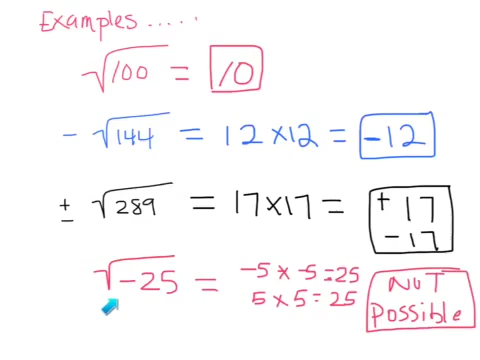 Examples .....
√100 = 10
- √144 = 12 x 12 = -12
± √289 = 17 x 17 = +17
-17
√-25 = -5 x -5 = 25
5 x 5 = 25
NOT
Possible